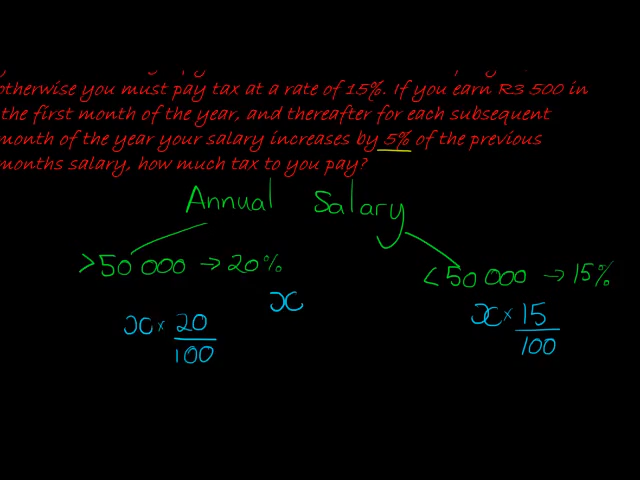 otherwise you must pay tax at a rate of 15%. If you earn R3 500 in
the first month of the year, and thereafter for each subsequent
month of the year your salary increases by 5% of the previous
months salary, how much tax to you pay?
Annual Salary
>50 000 → 20%
<50 000 → 15%
x
x × 20/100
x × 15/100